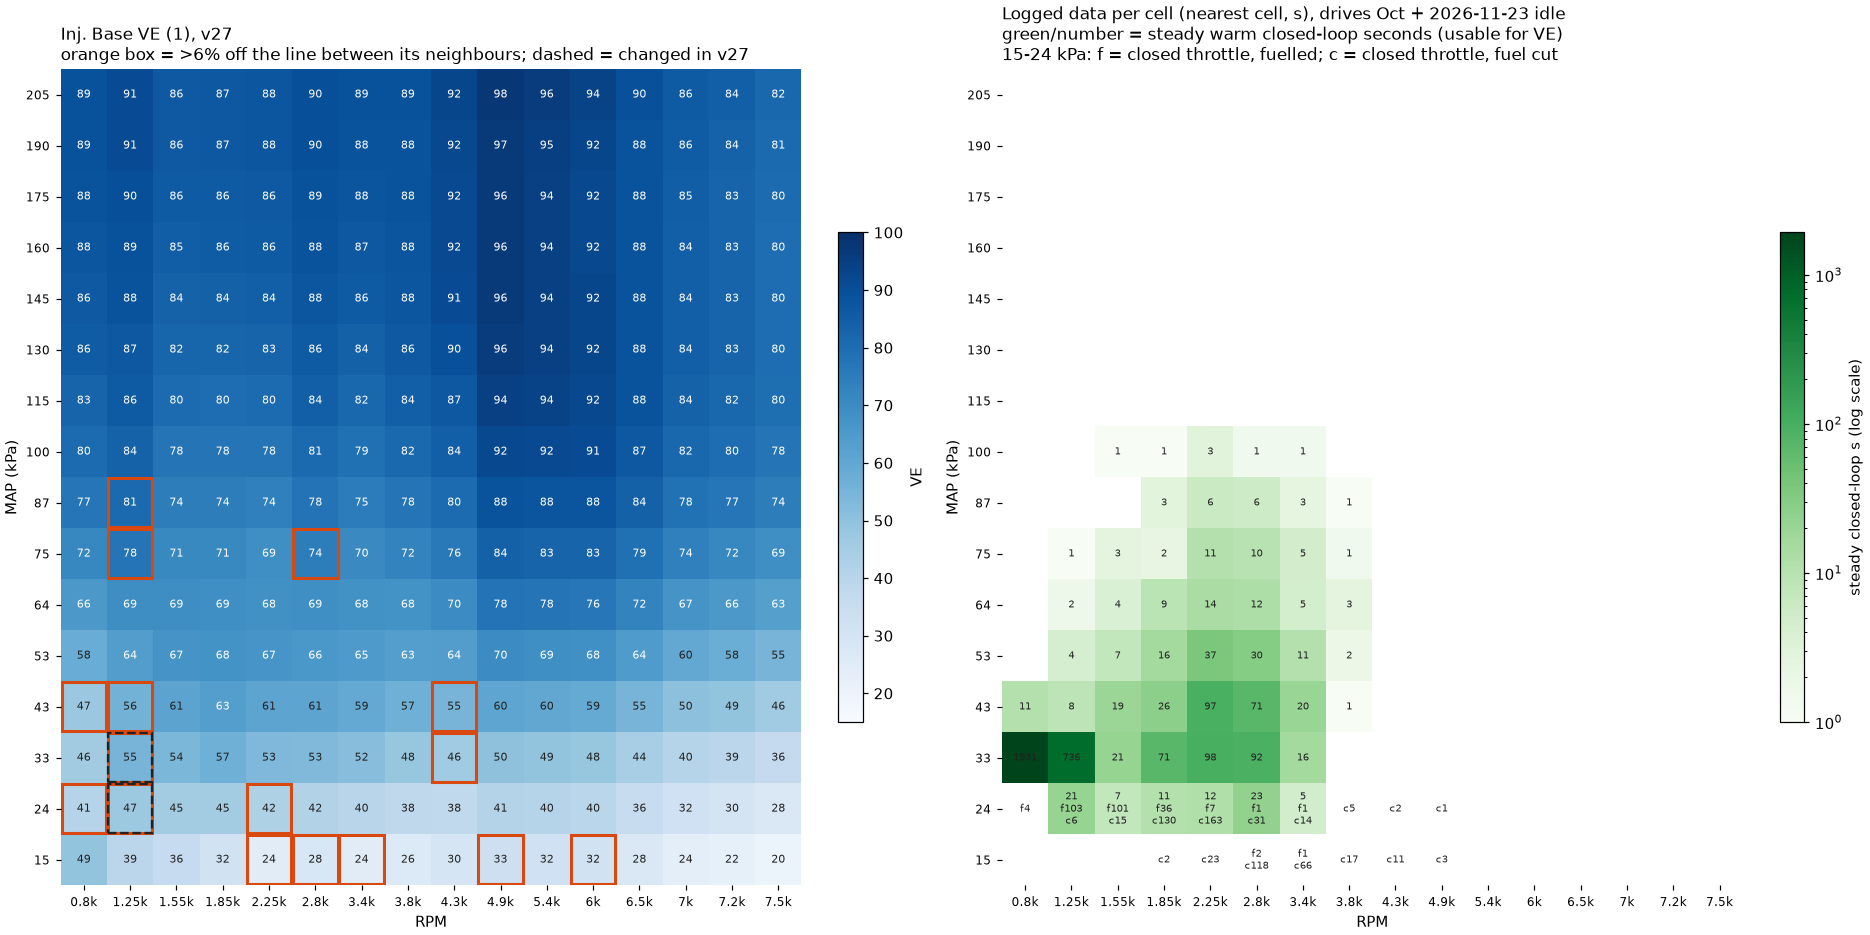 Inj. Base VE (1), v27
orange box = >6% off the line between its neighbours; dashed = changed in v27
205 89 91 86 87 88 90 89 89 92 98 96 94 90 86 84 82
190 89 91 86 87 88 90 88 88 92 97 95 92 88 86 84 81
175 88 90 86 86 86 89 88 88 92 96 94 92 88 85 83 80
160 88 89 85 86 86 88 87 88 92 96 94 92 88 84 83 80
145 86 88 84 84 84 88 86 88 91 96 94 92 88 84 83 80
130 86 87 82 82 83 86 84 86 90 96 94 92 88 84 83 80
115 83 86 80 80 80 84 82 84 87 94 94 92 88 84 82 80
100 80 84 78 78 78 81 79 82 84 92 92 91 87 82 80 78
87 77 81 74 74 74 78 75 78 80 88 88 88 84 78 77 74
75 72 78 71 71 69 74 70 72 76 84 83 83 79 74 72 69
64 66 69 69 69 68 69 68 68 70 78 78 76 72 67 66 63
53 58 64 67 68 67 66 65 63 64 70 69 68 64 60 58 55
43 47 56 61 63 61 61 59 57 55 60 60 59 55 50 49 46
33 46 55 54 57 53 53 52 48 46 50 49 48 44 40 39 36
24 41 47 45 45 42 42 40 38 38 41 40 40 36 32 30 28
15 49 39 36 32 24 28 24 26 30 33 32 32 28 24 22 20
0.8k 1.25k 1.55k 1.85k 2.25k 2.8k 3.4k 3.8k 4.3k 4.9k 5.4k 6k 6.5k 7k 7.2k 7.5k
RPM
MAP (kPa)
100
90
80
70
60
50
40
30
20
VE
Logged data per cell (nearest cell, s), drives Oct + 2026-11-23 idle
green/number = steady warm closed-loop seconds (usable for VE)
15-24 kPa: f = closed throttle, fuelled; c = closed throttle, fuel cut
205
190
175
160
145
130
115
100 1 1 3 1 1
87 3 6 6 3 1
75 1 3 2 11 10 5 1
64 2 4 9 14 12 5 3
53 4 7 16 37 30 11 2
43 11 8 19 26 97 71 20 1
33 736 21 71 98 92 16
21 7 11 12 23 5
24 f4 f103 f101 f36 f7 f1 f1 c5 c2 c1
c6 c15 c130 c163 c31 c14
f2 f1
15 c2 c23 c118 c66 c17 c11 c3
0.8k 1.25k 1.55k 1.85k 2.25k 2.8k 3.4k 3.8k 4.3k 4.9k 5.4k 6k 6.5k 7k 7.2k 7.5k
RPM
MAP (kPa)
10³
10²
10¹
10⁰
steady closed-loop s (log scale)